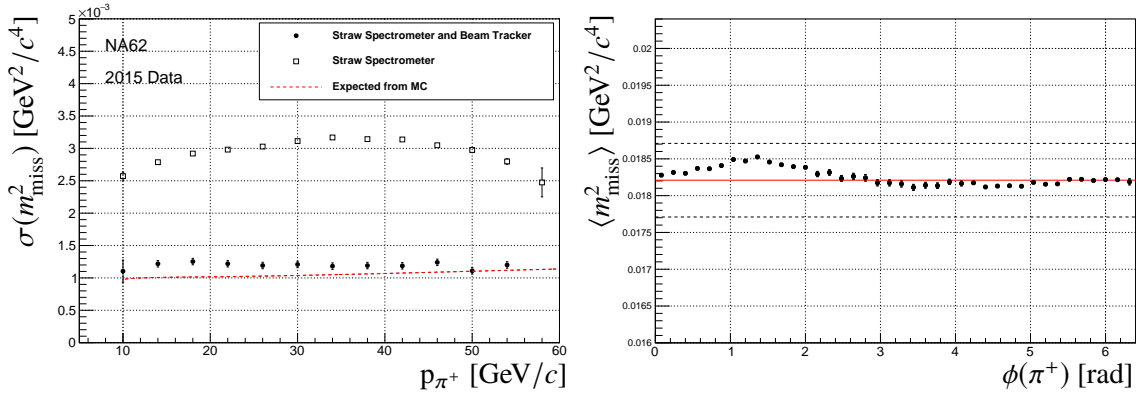 ×10⁻³
5
4.5
4
3.5
3
2.5
2
1.5
1
0.5
0
σ(m²miss) [GeV²/c⁴]
NA62
2015 Data
Straw Spectrometer and Beam Tracker
Straw Spectrometer
Expected from MC
10 20 30 40 50 60
pπ⁺ [GeV/c]
⟨m²miss⟩ [GeV²/c⁴]
0.02
0.0195
0.019
0.0185
0.018
0.0175
0.017
0.0165
0.016
0 1 2 3 4 5 6
ϕ(π⁺) [rad]